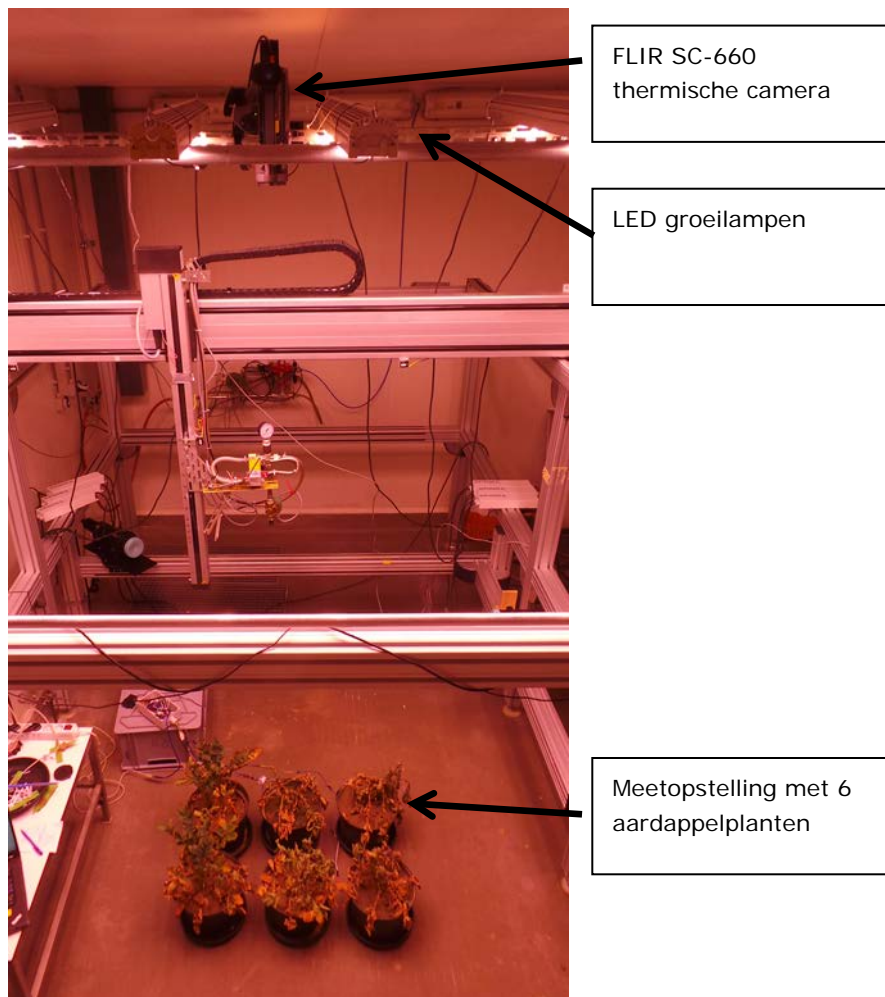 FLIR SC-660
thermische camera
LED groeilampen
Meetopstelling met 6
aardappelplanten